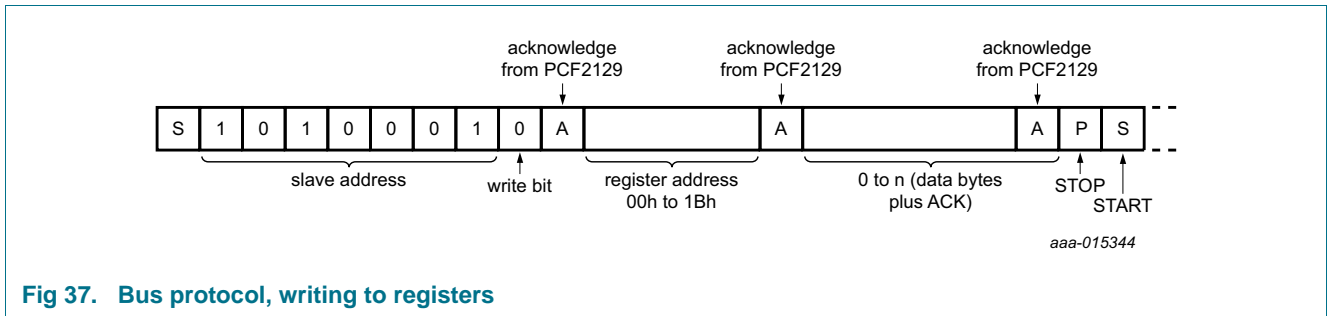 acknowledge
from PCF2129
acknowledge
from PCF2129
acknowledge
from PCF2129
S 1 0 1 0 0 0 1 0 A A A P S
slave address
write bit
register address
00h to 1Bh
0 to n (data bytes
plus ACK)
STOP
START
aaa-015344
Fig 37. Bus protocol, writing to registers